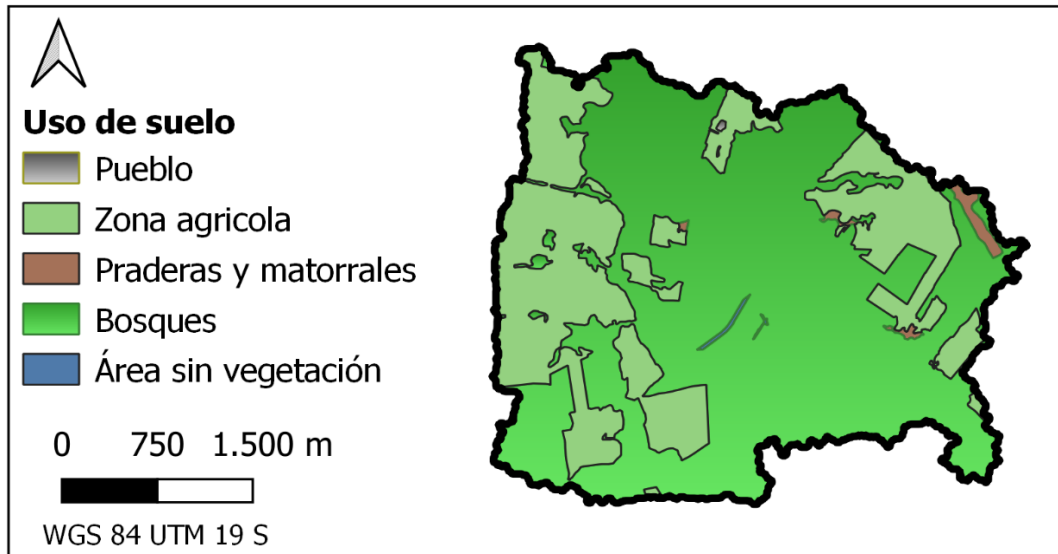 Uso de suelo
Pueblo
Zona agricola
Praderas y matorrales
Bosques
Área sin vegetación
0 750 1.500 m
WGS 84 UTM 19 S